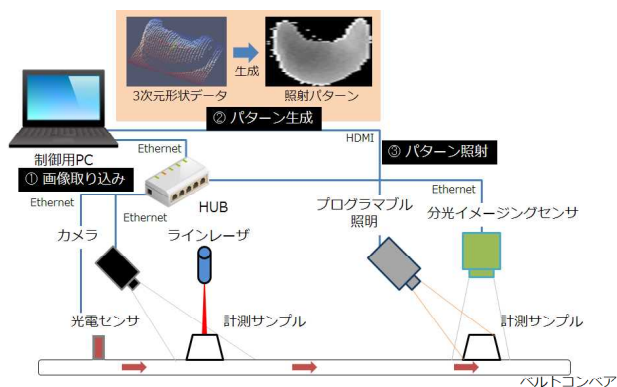 生成
3次元形状データ
照射パターン
② パターン生成
HDMI
Ethernet
制御用PC
③ パターン照射
① 画像取り込み
Ethernet
Ethernet
HUB
Ethernet
プログラマブル
照明
分光イメージングセンサ
カメラ
ラインレーザ
光電センサ
計測サンプル
計測サンプル
ベルトコンベア